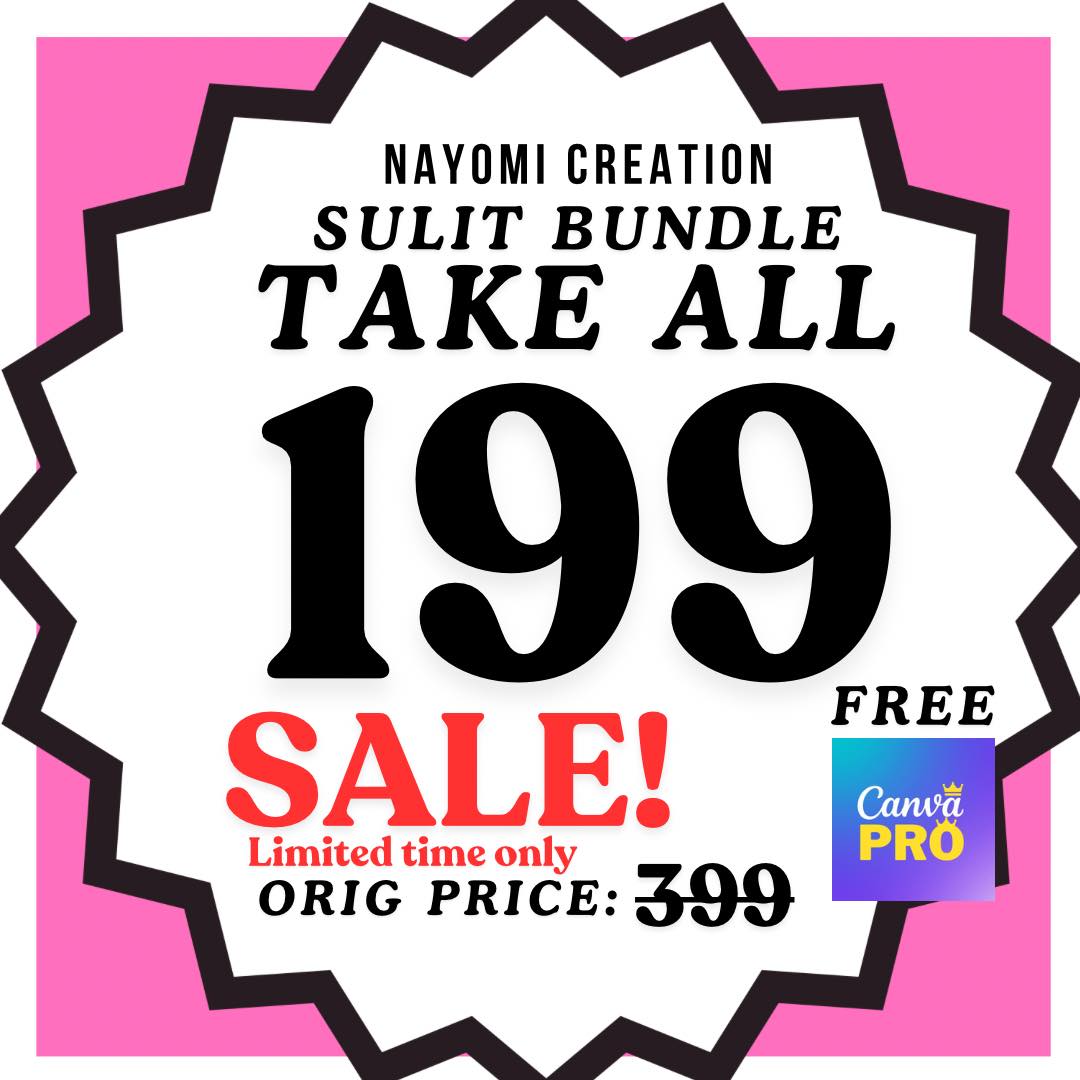 NAYOMI CREATION
SULIT BUNDLE
TAKE ALL
199
SALE!
Limited time only
ORIG PRICE: 399
FREE
Canva
PRO